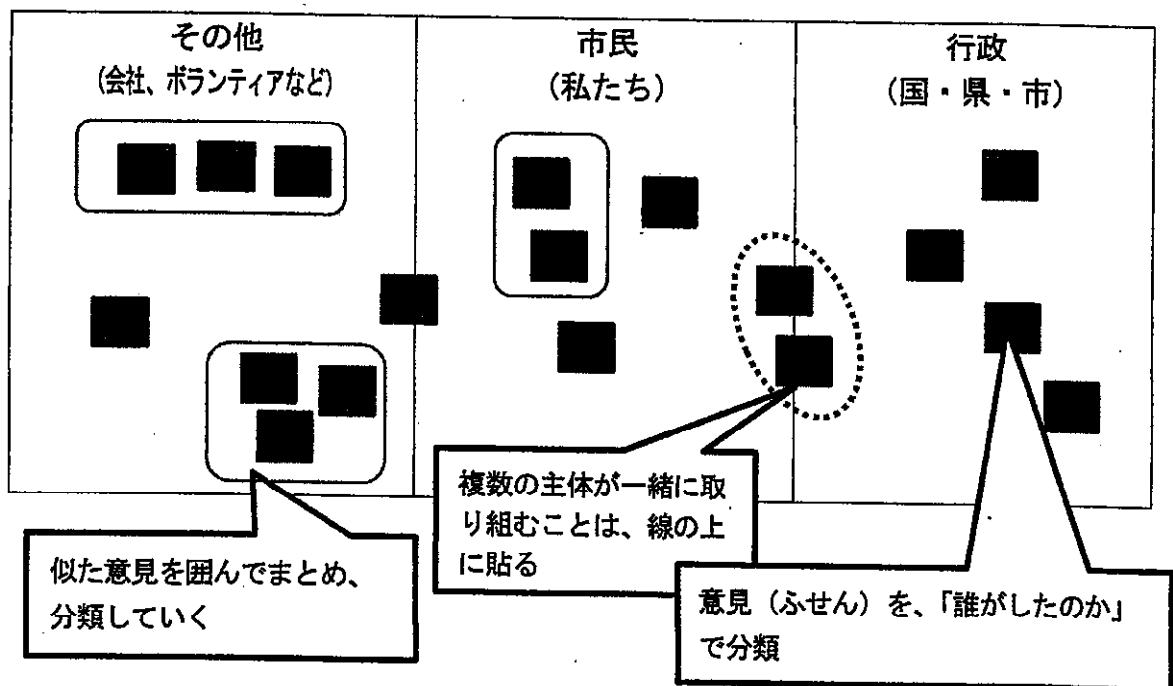 その他
(会社、ボランティアなど)
市民
(私たち)
行政
(国・県・市)
複数の主体が一緒に取
り組むことは、線の上
に貼る
似た意見を囲んでまとめ、
分類していく
意見(ふせん)を、「誰がしたのか」
で分類